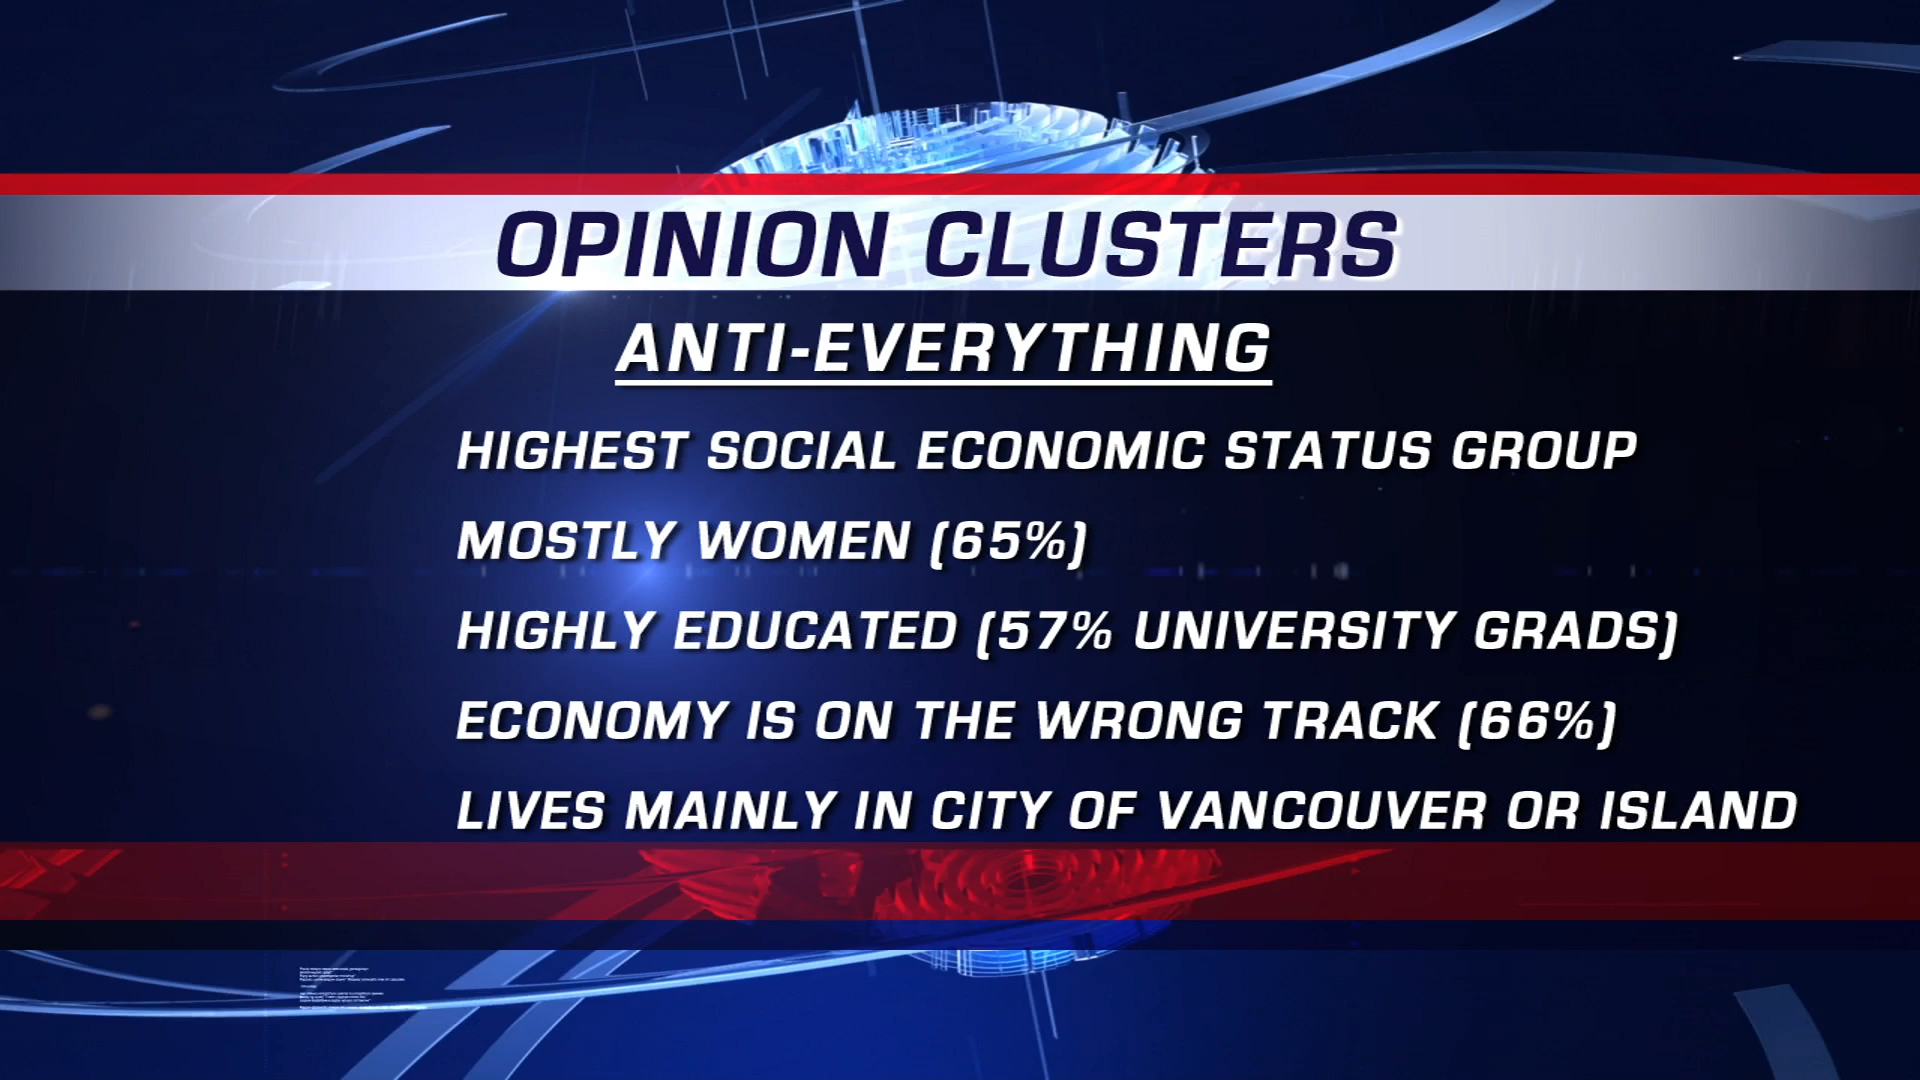 OPINION CLUSTERS
ANTI-EVERYTHING
HIGHEST SOCIAL ECONOMIC STATUS GROUP
MOSTLY WOMEN (65%)
HIGHLY EDUCATED (57% UNIVERSITY GRADS)
ECONOMY IS ON THE WRONG TRACK (66%)
LIVES MAINLY IN CITY OF VANCOUVER OR ISLAND